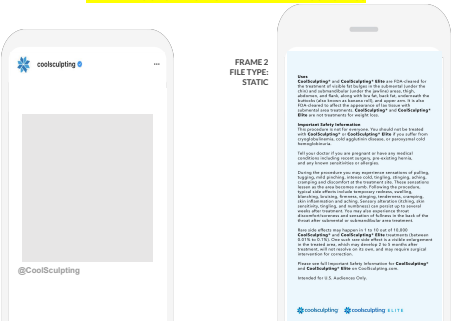 coolsculpting
...
@CoolSculpting
FRAME 2
FILE TYPE:
STATIC
Uses
CoolSculpting® and CoolSculpting® Elite are FDA-cleared for
the treatment of visible fat bulges in the submental (under the
chin) and submandibular (under the jawline) areas, thigh,
abdomen, and flank, along with bra fat, back fat, underneath the
buttocks (also known as banana roll), and upper arm. It is also
FDA-cleared to affect the appearance of lax tissue with
submental area treatments. CoolSculpting® and CoolSculpting®
Elite are not treatments for weight loss.
Important Safety Information
This procedure is not for everyone. You should not be treated
with CoolSculpting® or CoolSculpting® Elite if you suffer from
cryoglobulinemia, cold agglutinin disease, or paroxysmal cold
hemoglobinuria.
Tell your doctor if you are pregnant or have any medical
conditions including recent surgery, pre-existing hernia,
and any known sensitivities or allergies.
During the procedure you may experience sensations of pulling,
tugging, mild pinching, intense cold, tingling, stinging, aching,
cramping and discomfort at the treatment site. These sensations
lessen as the area becomes numb. Following the procedure,
typical side effects include temporary redness, swelling,
blanching, bruising, firmness, stinging, tenderness, cramping,
skin inflammation and aching. Sensory alteration (itching, skin
sensitivity, tingling, and numbness) can persist up to several
weeks after treatment. You may also experience throat
discomfort/soreness and sensation of fullness in the back of the
throat after submental or submandibular area treatment.
Rare side effects may happen in 1 to 10 out of 10,000
CoolSculpting® and CoolSculpting® Elite treatments (between
0.01% to 0.1%). One such rare side effect is a visible enlargement
in the treated area, which may develop 2 to 5 months after
treatment, will not resolve on its own, and may require surgical
intervention for correction.
Please see full Important Safety Information for CoolSculpting®
and CoolSculpting® Elite on CoolSculpting.com.
Intended for U.S. Audiences Only.
coolsculpting coolsculpting ELITE